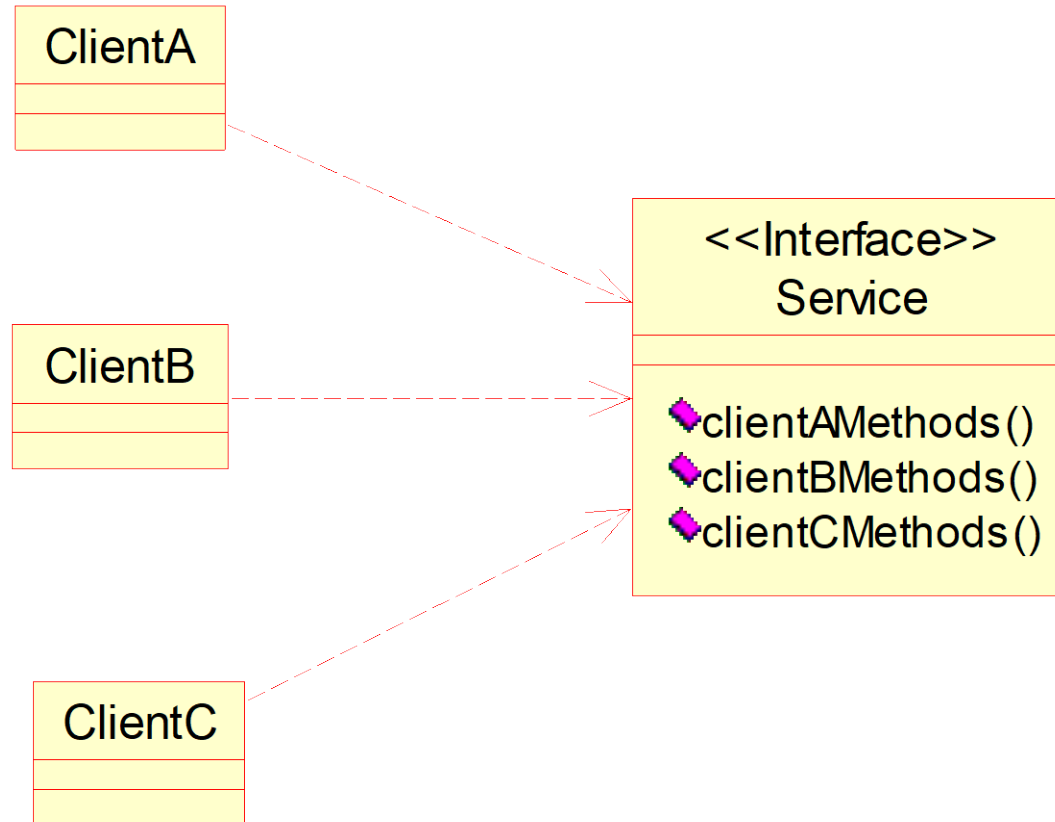 ClientA
<<Interface>>
Service
ClientB
clientAMethods()
clientBMethods()
clientCMethods()
ClientC